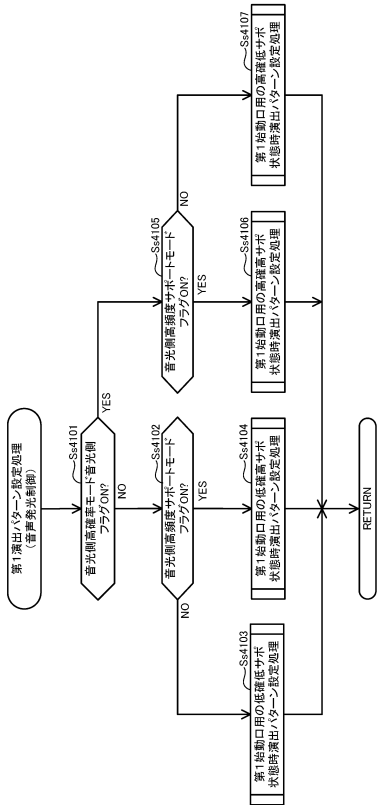 第1演出パターン設定処理
(音声発光制御)
Ss4101
音光側高確率モード音光側
フラグON?
YES
NO
Ss4102
音光側高頻度サポートモード
フラグON?
NO
YES
Ss4105
音光側高頻度サポートモード
フラグON?
NO
YES
Ss4103
第1始動口用の低確低サポ
状態時演出パターン設定処理
Ss4104
第1始動口用の低確高サポ
状態時演出パターン設定処理
Ss4106
第1始動口用の高確高サポ
状態時演出パターン設定処理
Ss4107
第1始動口用の高確低サポ
状態時演出パターン設定処理
RETURN